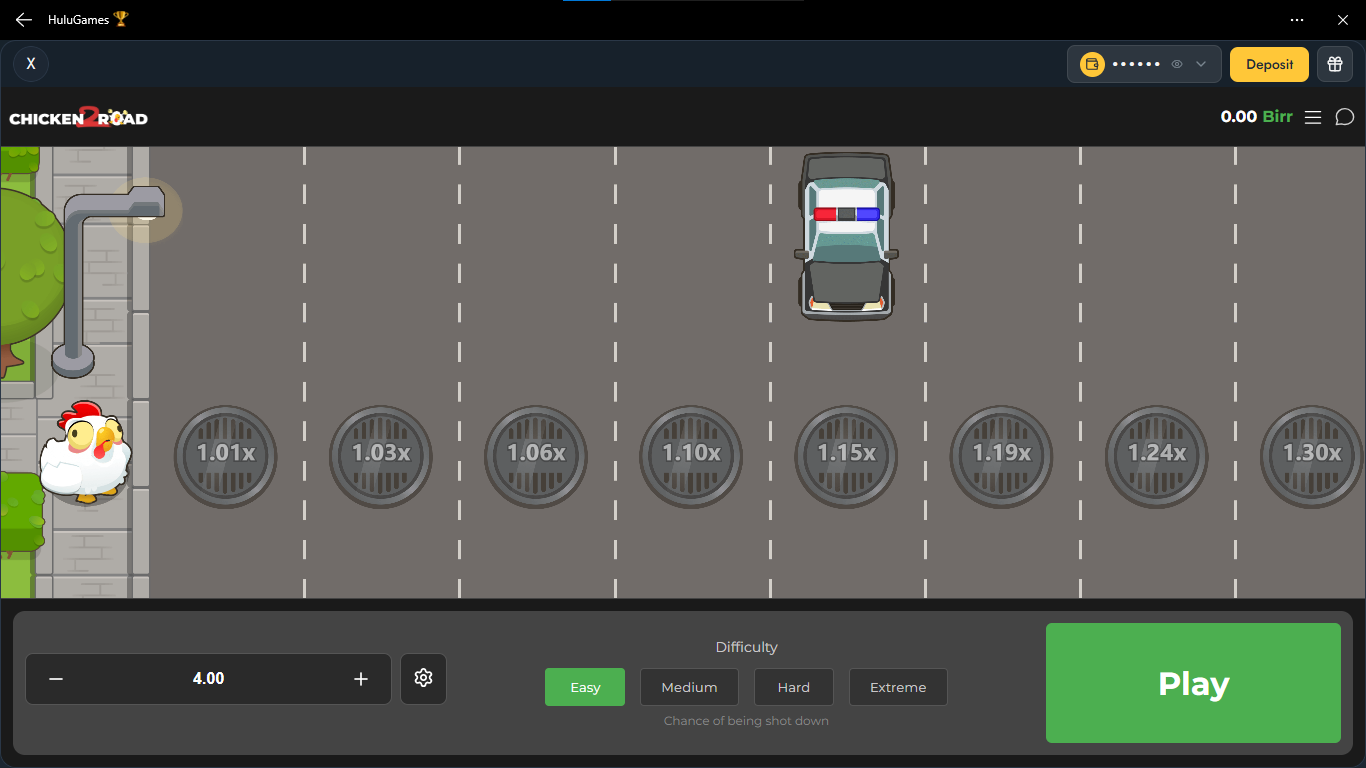 HuluGames 🏆
X
••••••
Deposit
CHICKEN 2 ROAD
0.00 Birr
1.01x
1.03x
1.06x
1.10x
1.15x
1.19x
1.24x
1.30x
4.00
Difficulty
Easy
Medium
Hard
Extreme
Chance of being shot down
Play